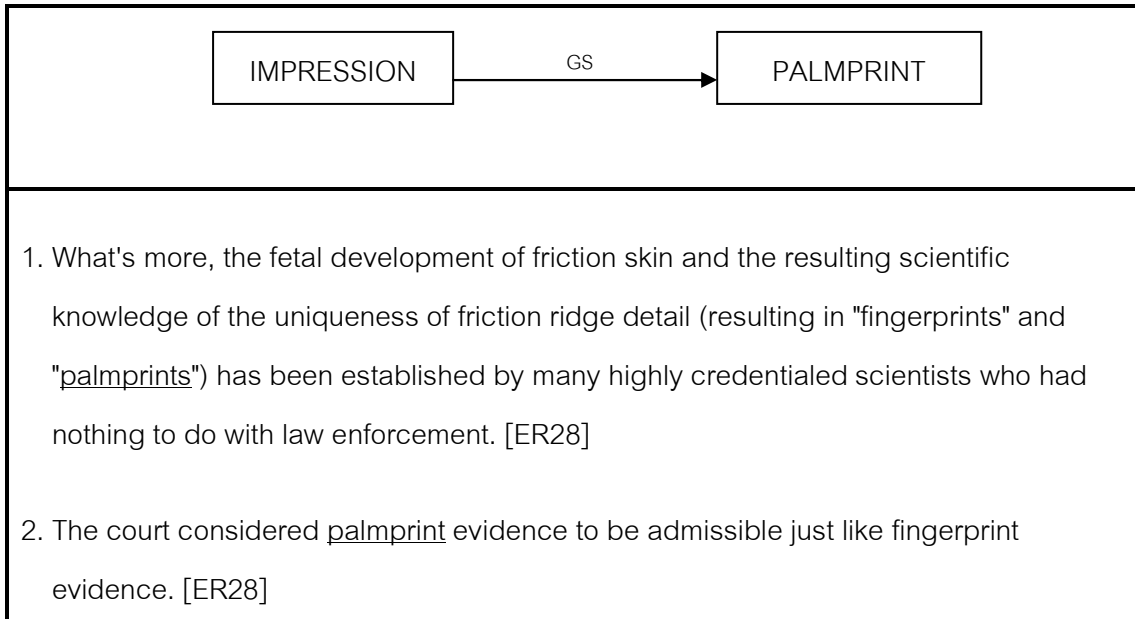 IMPRESSION
GS
PALMPRINT
1. What's more, the fetal development of friction skin and the resulting scientific
knowledge of the uniqueness of friction ridge detail (resulting in "fingerprints" and
"palmprints") has been established by many highly credentialed scientists who had
nothing to do with law enforcement. [ER28]
2. The court considered palmprint evidence to be admissible just like fingerprint
evidence. [ER28]